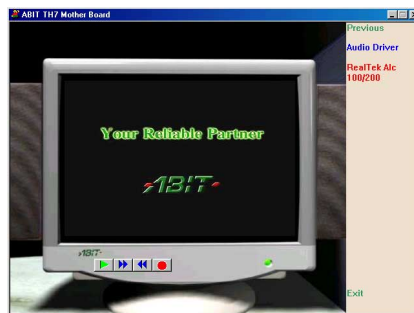 ABIT TH7 Mother Board
Previous
Audio Driver
RealTek Alc
100/200
Your Reliable Partner
ABIT
ABIT
Exit